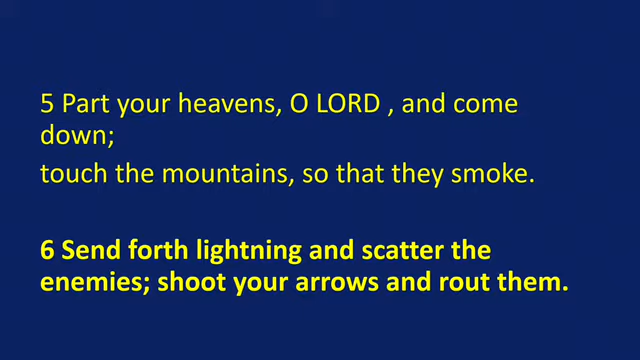 5 Part your heavens, O LORD , and come
down;
touch the mountains, so that they smoke.
6 Send forth lightning and scatter the
enemies; shoot your arrows and rout them.